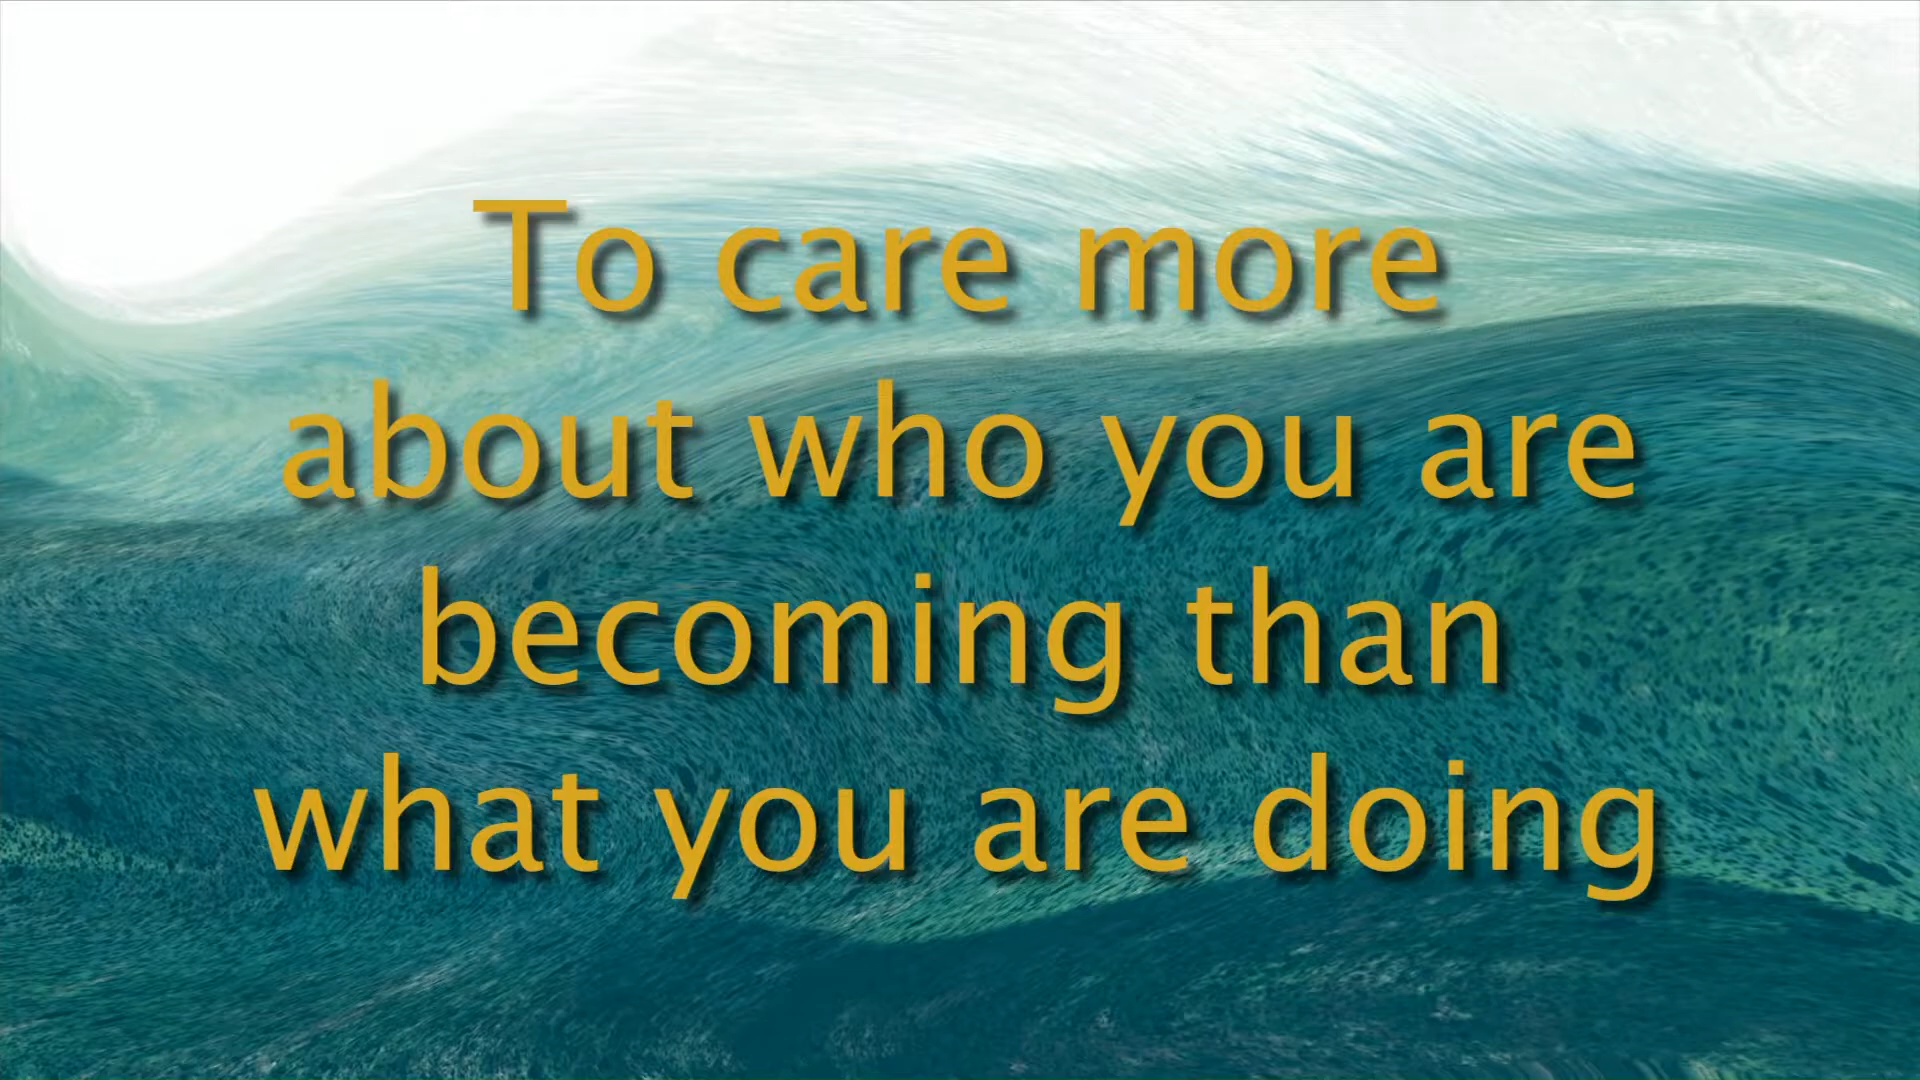 To care more
about who you are
becoming than
what you are doing